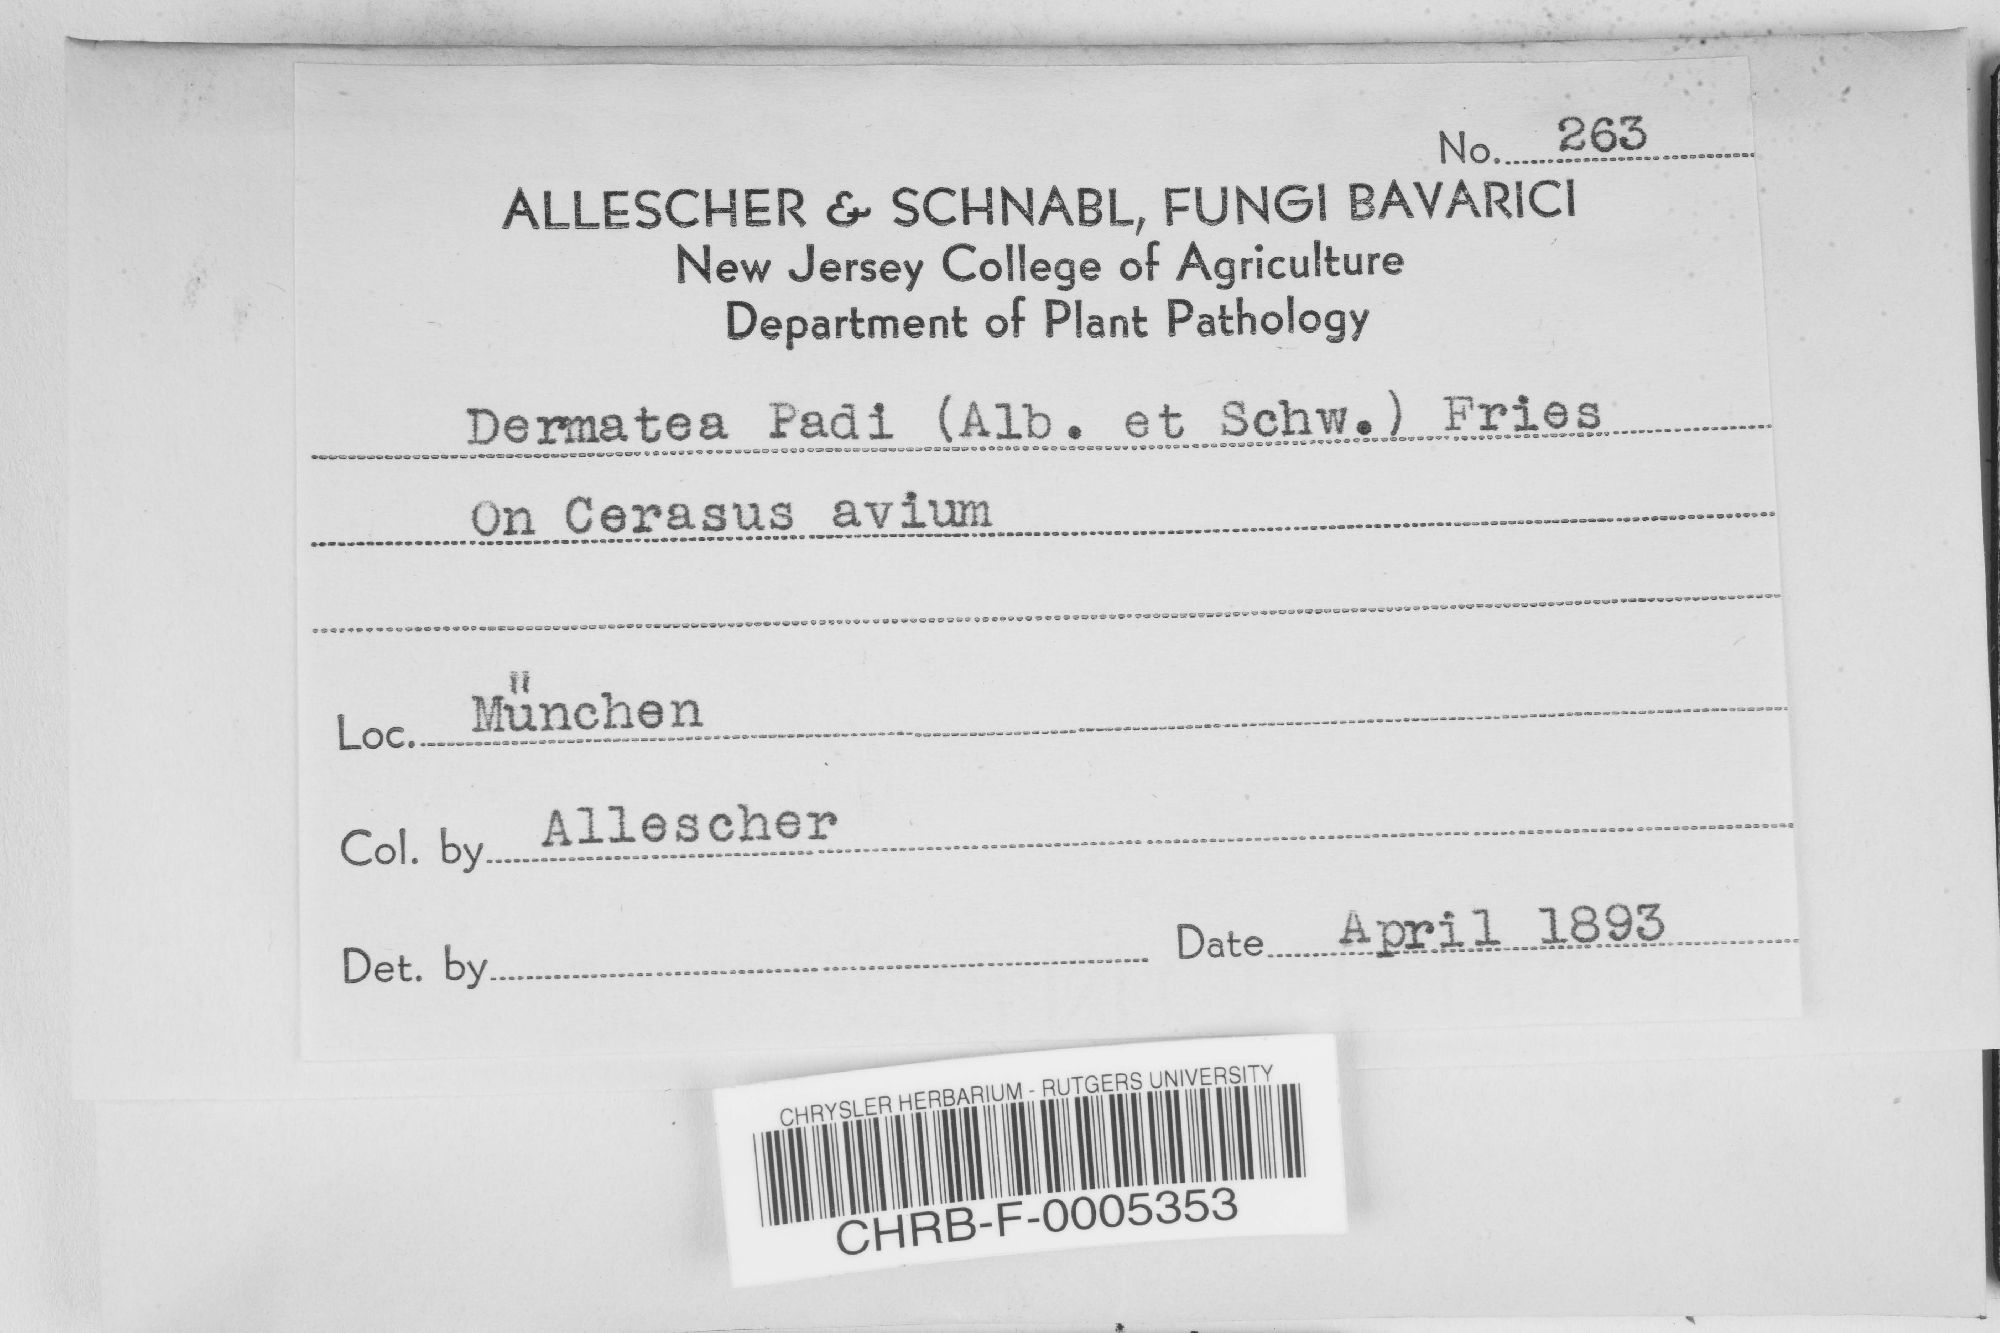 No. 263
ALLESCHER & SCHNABL, FUNGI BAVARICI
New Jersey College of Agriculture
Department of Plant Pathology
Dermatea Padi (Alb. et Schw.) Fries
On Cerasus avium
Loc. München
Col. by Allescher
Det. by Date April 1893
CHRYSLER HERBARIUM - RUTGERS UNIVERSITY
CHRB-F-0005353